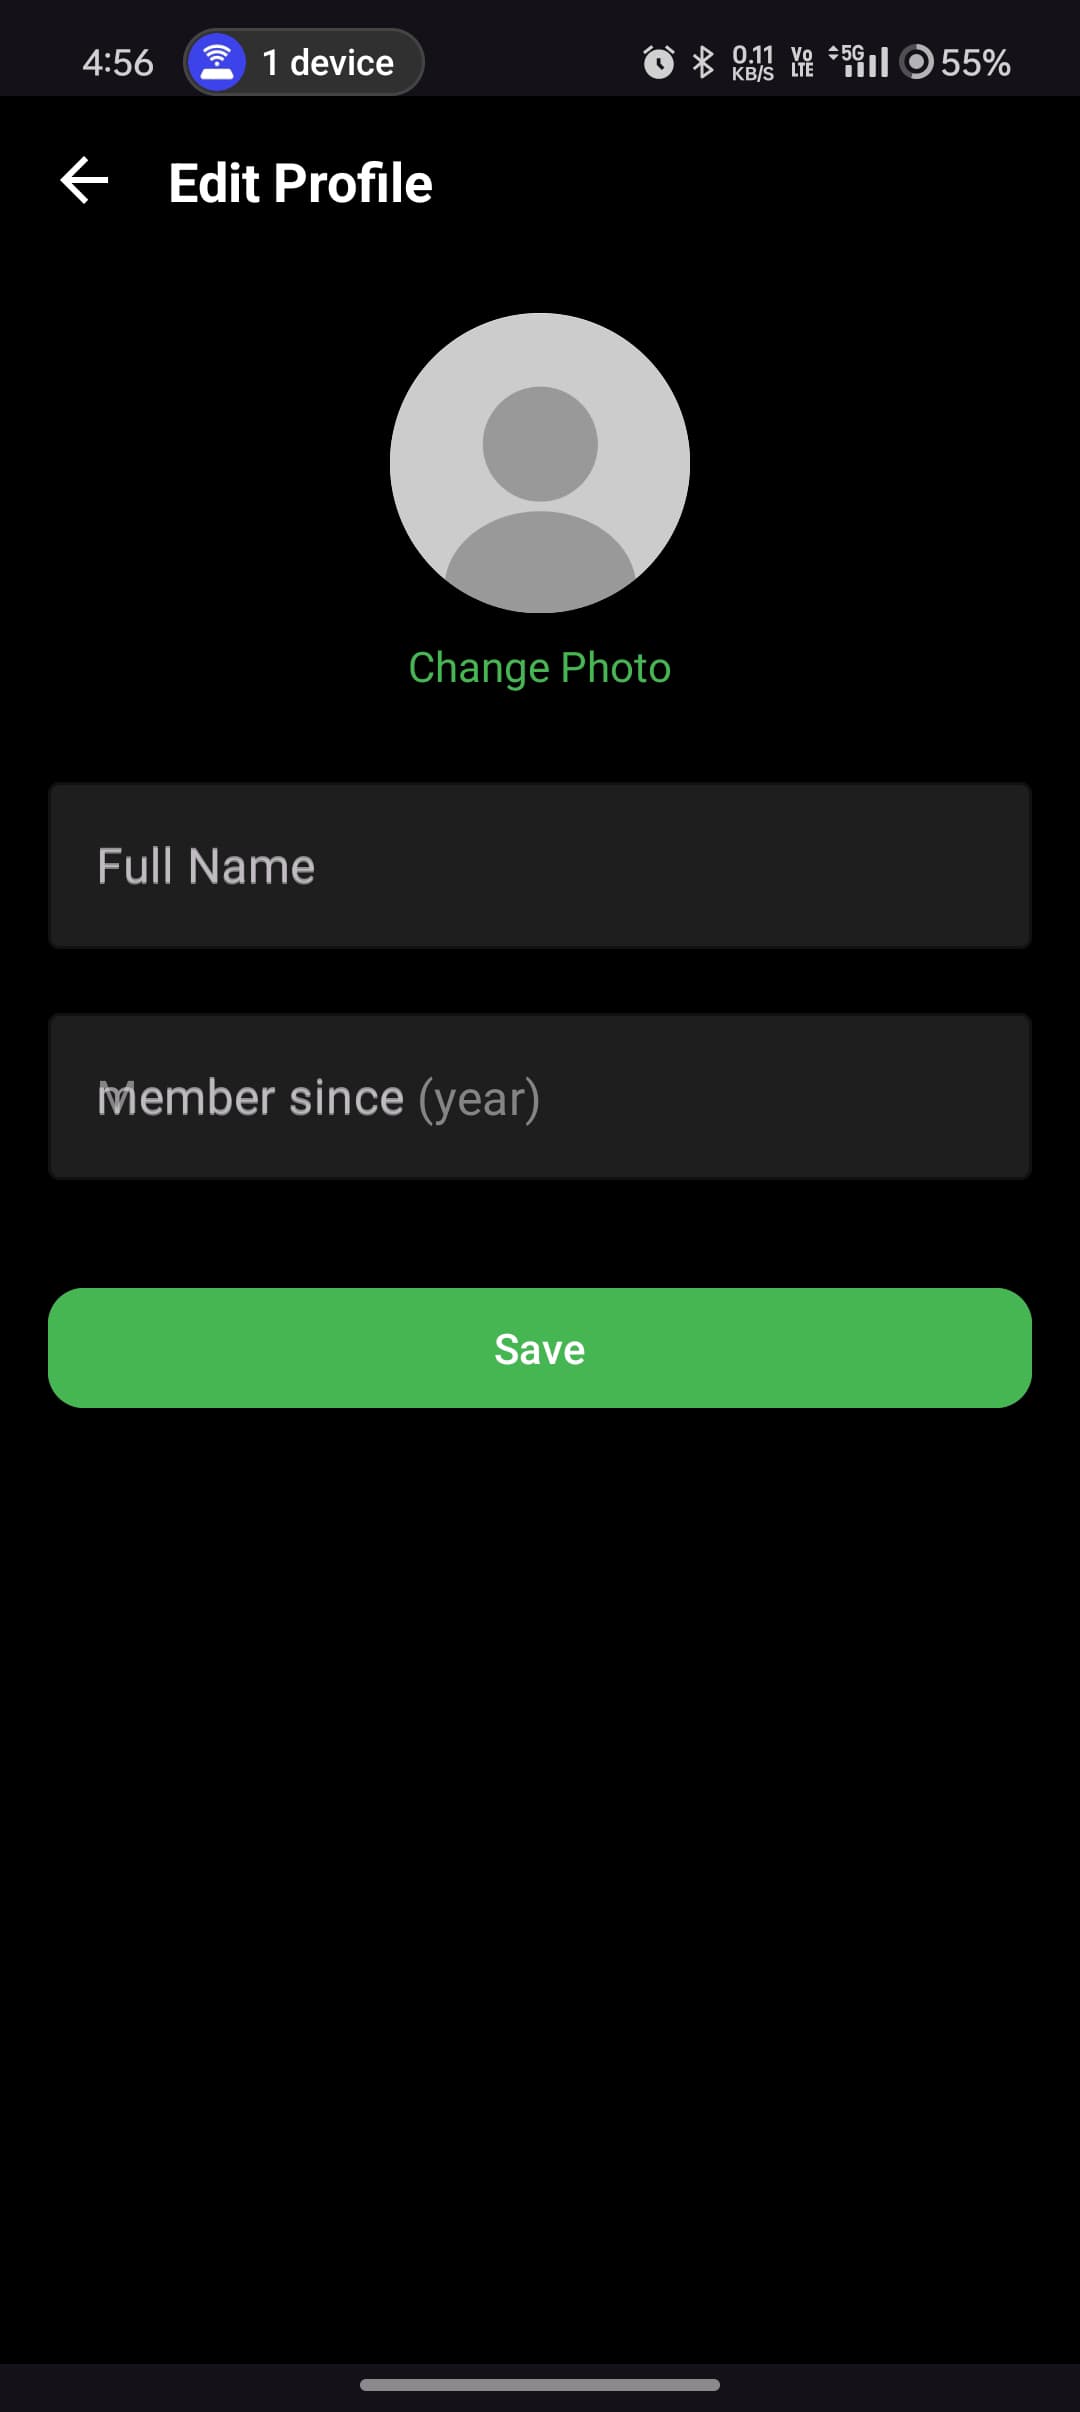 4:56 1 device 0.11 KB/S Vo LTE 5G 55%
Edit Profile
Change Photo
Full Name
Member since (year)
Save